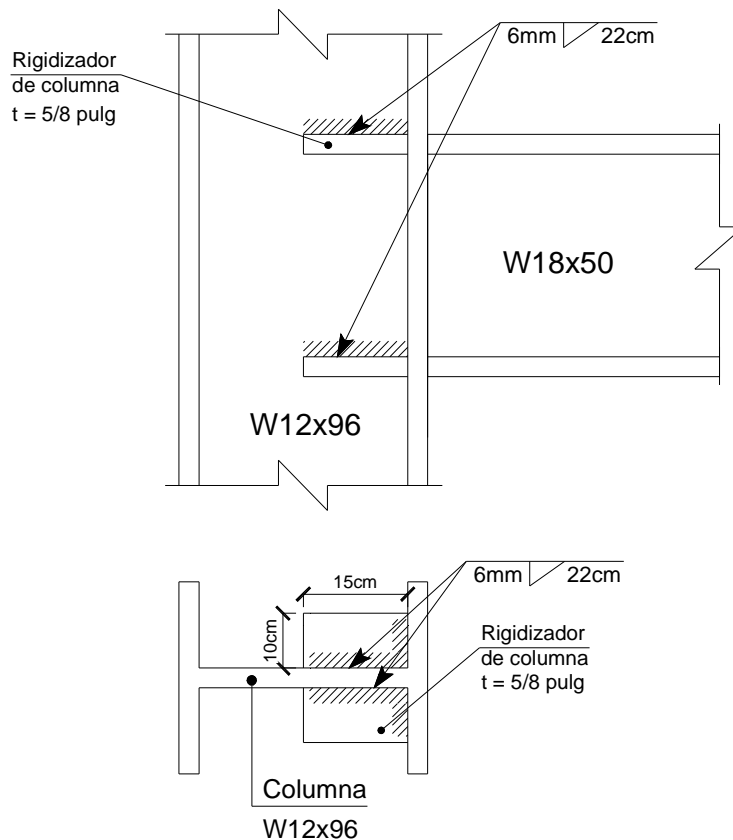 6mm 22cm
Rigidizador
de columna
t = 5/8 pulg
W18x50
W12x96
6mm 22cm
15cm
10cm
Rigidizador
de columna
t = 5/8 pulg
Columna
W12x96